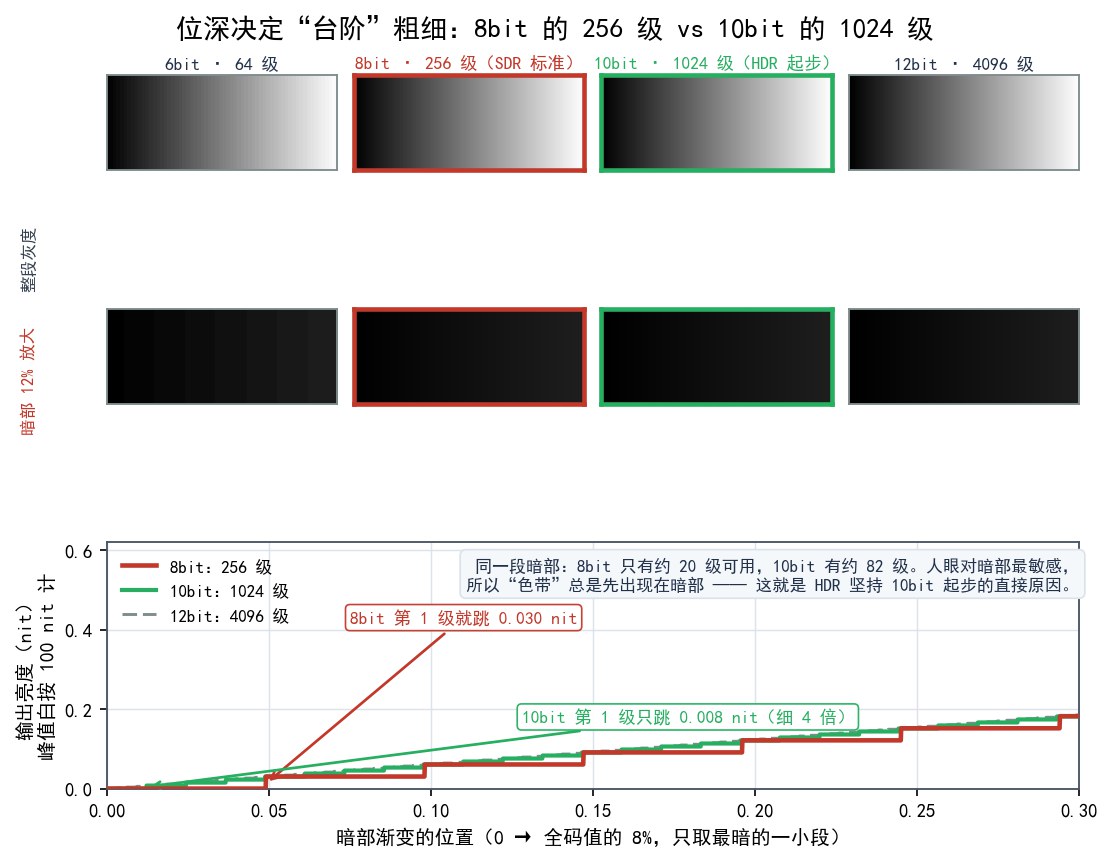 位深决定“台阶”粗细：8bit 的 256 级 vs 10bit 的 1024 级
6bit · 64 级
8bit · 256 级（SDR 标准）
10bit · 1024 级（HDR 起步）
12bit · 4096 级
整段灰度
暗部 12% 放大
输出亮度（nit）
峰值白按 100 nit 计
0.6
0.4
0.2
0.0
8bit：256 级
10bit：1024 级
12bit：4096 级
同一段暗部：8bit 只有约 20 级可用，10bit 有约 82 级。人眼对暗部最敏感，
所以“色带”总是先出现在暗部 —— 这就是 HDR 坚持 10bit 起步的直接原因。
8bit 第 1 级就跳 0.030 nit
10bit 第 1 级只跳 0.008 nit（细 4 倍）
0.00
0.05
0.10
0.15
0.20
0.25
0.30
暗部渐变的位置（0 → 全码值的 8%，只取最暗的一小段）